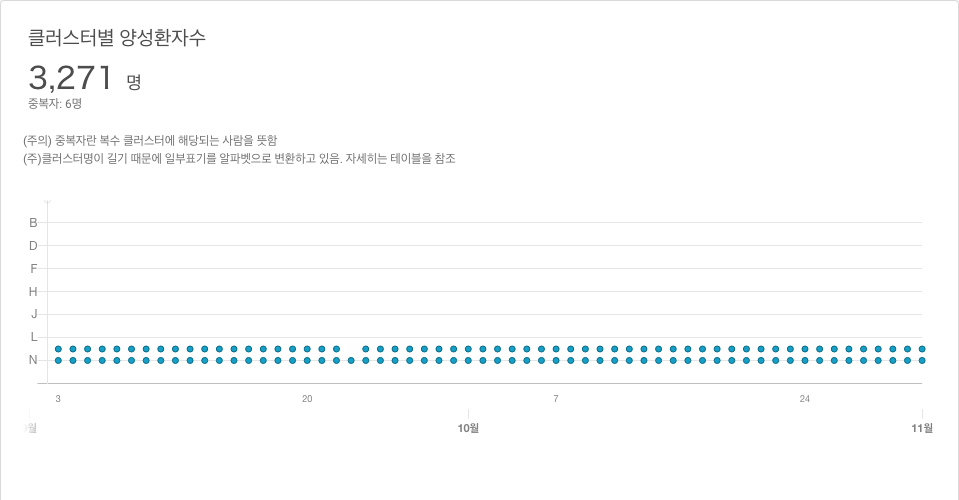 클러스터별 양성환자수
3,271 명
중복자: 6명
(주의) 중복자란 복수 클러스터에 해당되는 사람을 뜻함
(주)클러스터명이 길기 때문에 일부표기를 알파벳으로 변환하고 있음. 자세히는 테이블을 참조
B
D
F
H
J
L
N
3 20 7 24
월 10월 11월